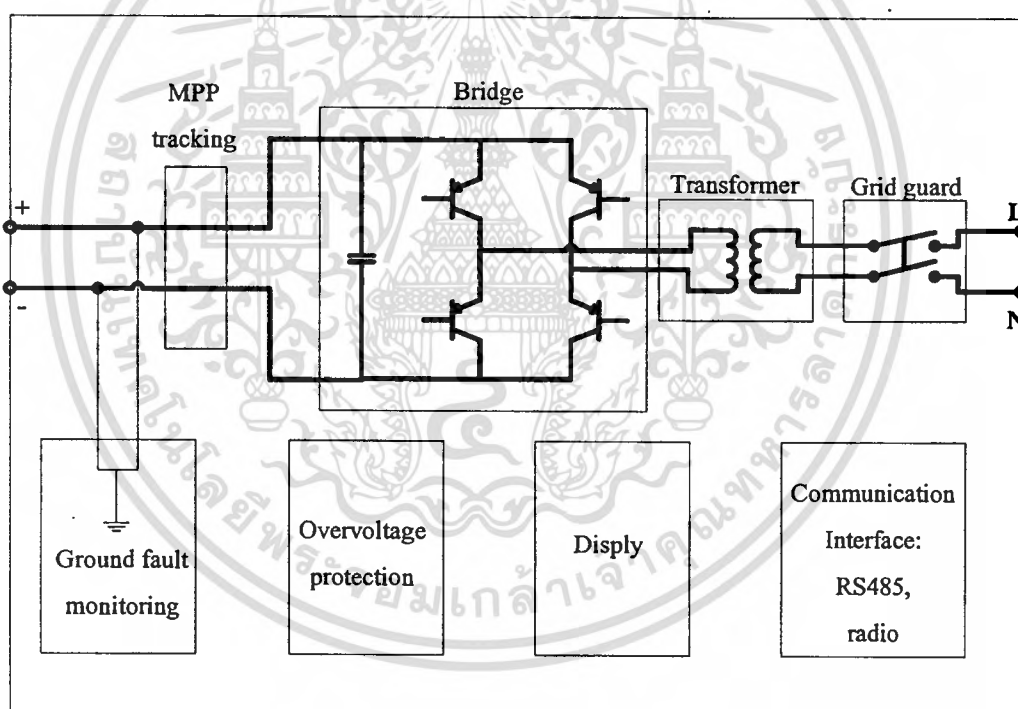 MPP
tracking
Bridge
Transformer
Grid guard
+
-
L
N
Ground fault
monitoring
Overvoltage
protection
Disply
Communication
Interface:
RS485,
radio